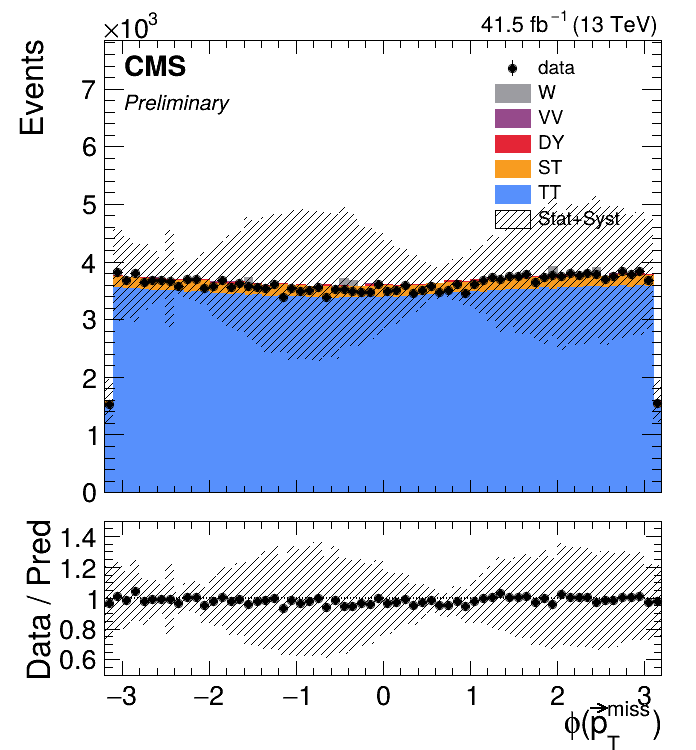 ×10³
41.5 fb⁻¹ (13 TeV)
CMS
Preliminary
Events
data
W
VV
DY
ST
TT
Stat+Syst
7
6
5
4
3
2
1
0
Data / Pred
1.4
1.2
1
0.8
0.6
−3 −2 −1 0 1 2 3
ϕ(p⃗_T^miss)